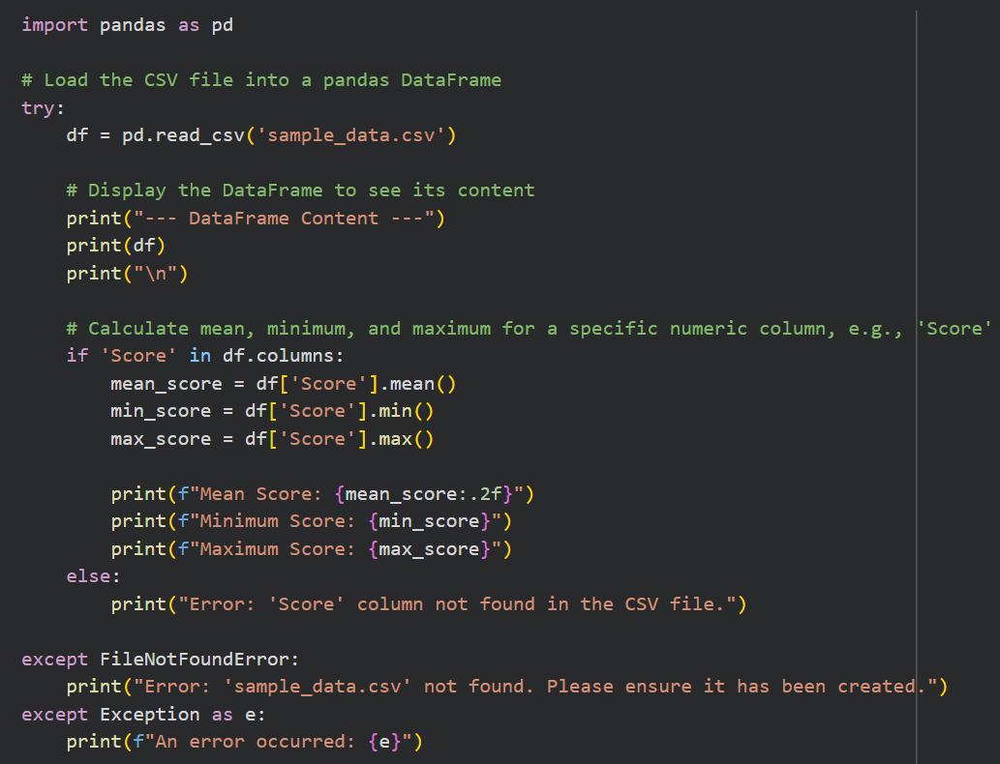 import pandas as pd
# Load the CSV file into a pandas DataFrame
try:
    df = pd.read_csv('sample_data.csv')
    # Display the DataFrame to see its content
    print("--- DataFrame Content ---")
    print(df)
    print("\n")
    # Calculate mean, minimum, and maximum for a specific numeric column, e.g., 'Score'
    if 'Score' in df.columns:
        mean_score = df['Score'].mean()
        min_score = df['Score'].min()
        max_score = df['Score'].max()
        print(f"Mean Score: {mean_score:.2f}")
        print(f"Minimum Score: {min_score}")
        print(f"Maximum Score: {max_score}")
    else:
        print("Error: 'Score' column not found in the CSV file.")
except FileNotFoundError:
    print("Error: 'sample_data.csv' not found. Please ensure it has been created.")
except Exception as e:
    print(f"An error occurred: {e}")